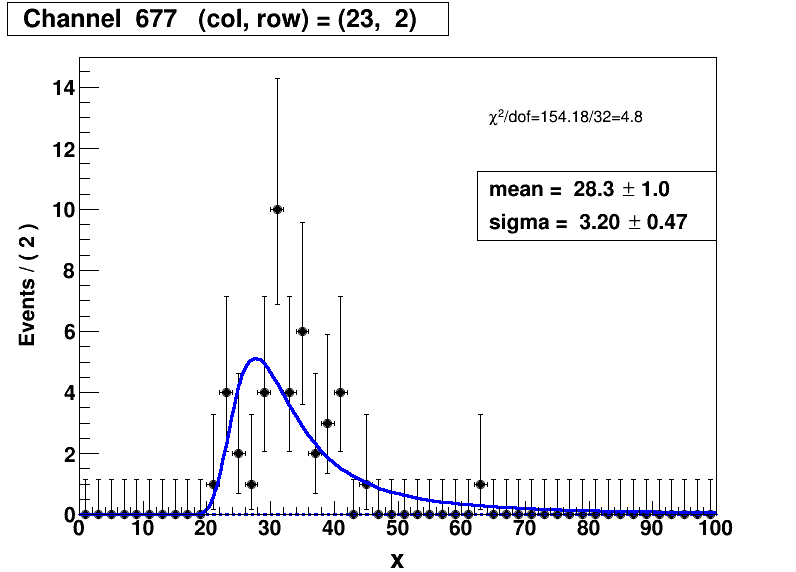 Channel 677 (col, row) = (23, 2)
χ²/dof=154.18/32=4.8
mean = 28.3 ± 1.0
sigma = 3.20 ± 0.47
Events / ( 2 )
14
12
10
8
6
4
2
0
0 10 20 30 40 50 60 70 80 90 100
x